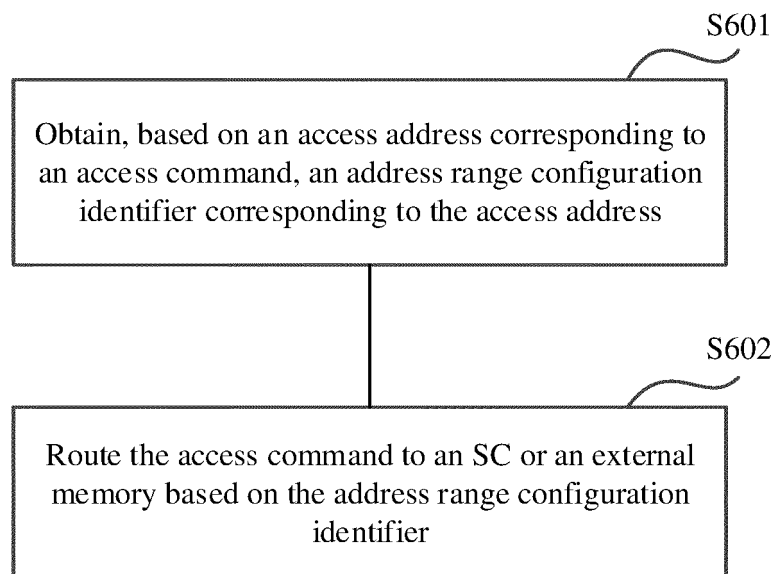 S601
Obtain, based on an access address corresponding to
an access command, an address range configuration
identifier corresponding to the access address
S602
Route the access command to an SC or an external
memory based on the address range configuration
identifier